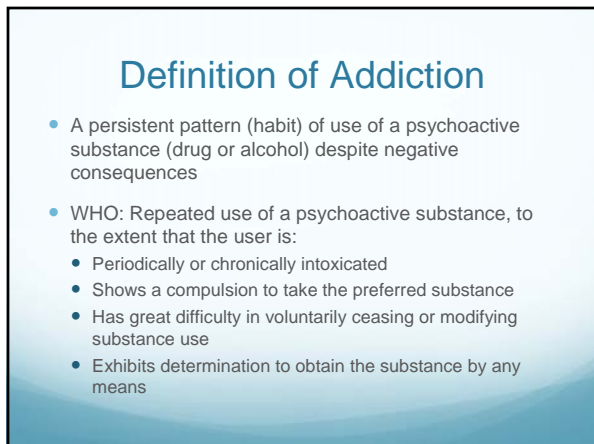 Definition of Addiction
• A persistent pattern (habit) of use of a psychoactive
substance (drug or alcohol) despite negative
consequences
• WHO: Repeated use of a psychoactive substance, to
the extent that the user is:
• Periodically or chronically intoxicated
• Shows a compulsion to take the preferred substance
• Has great difficulty in voluntarily ceasing or modifying
substance use
• Exhibits determination to obtain the substance by any
means